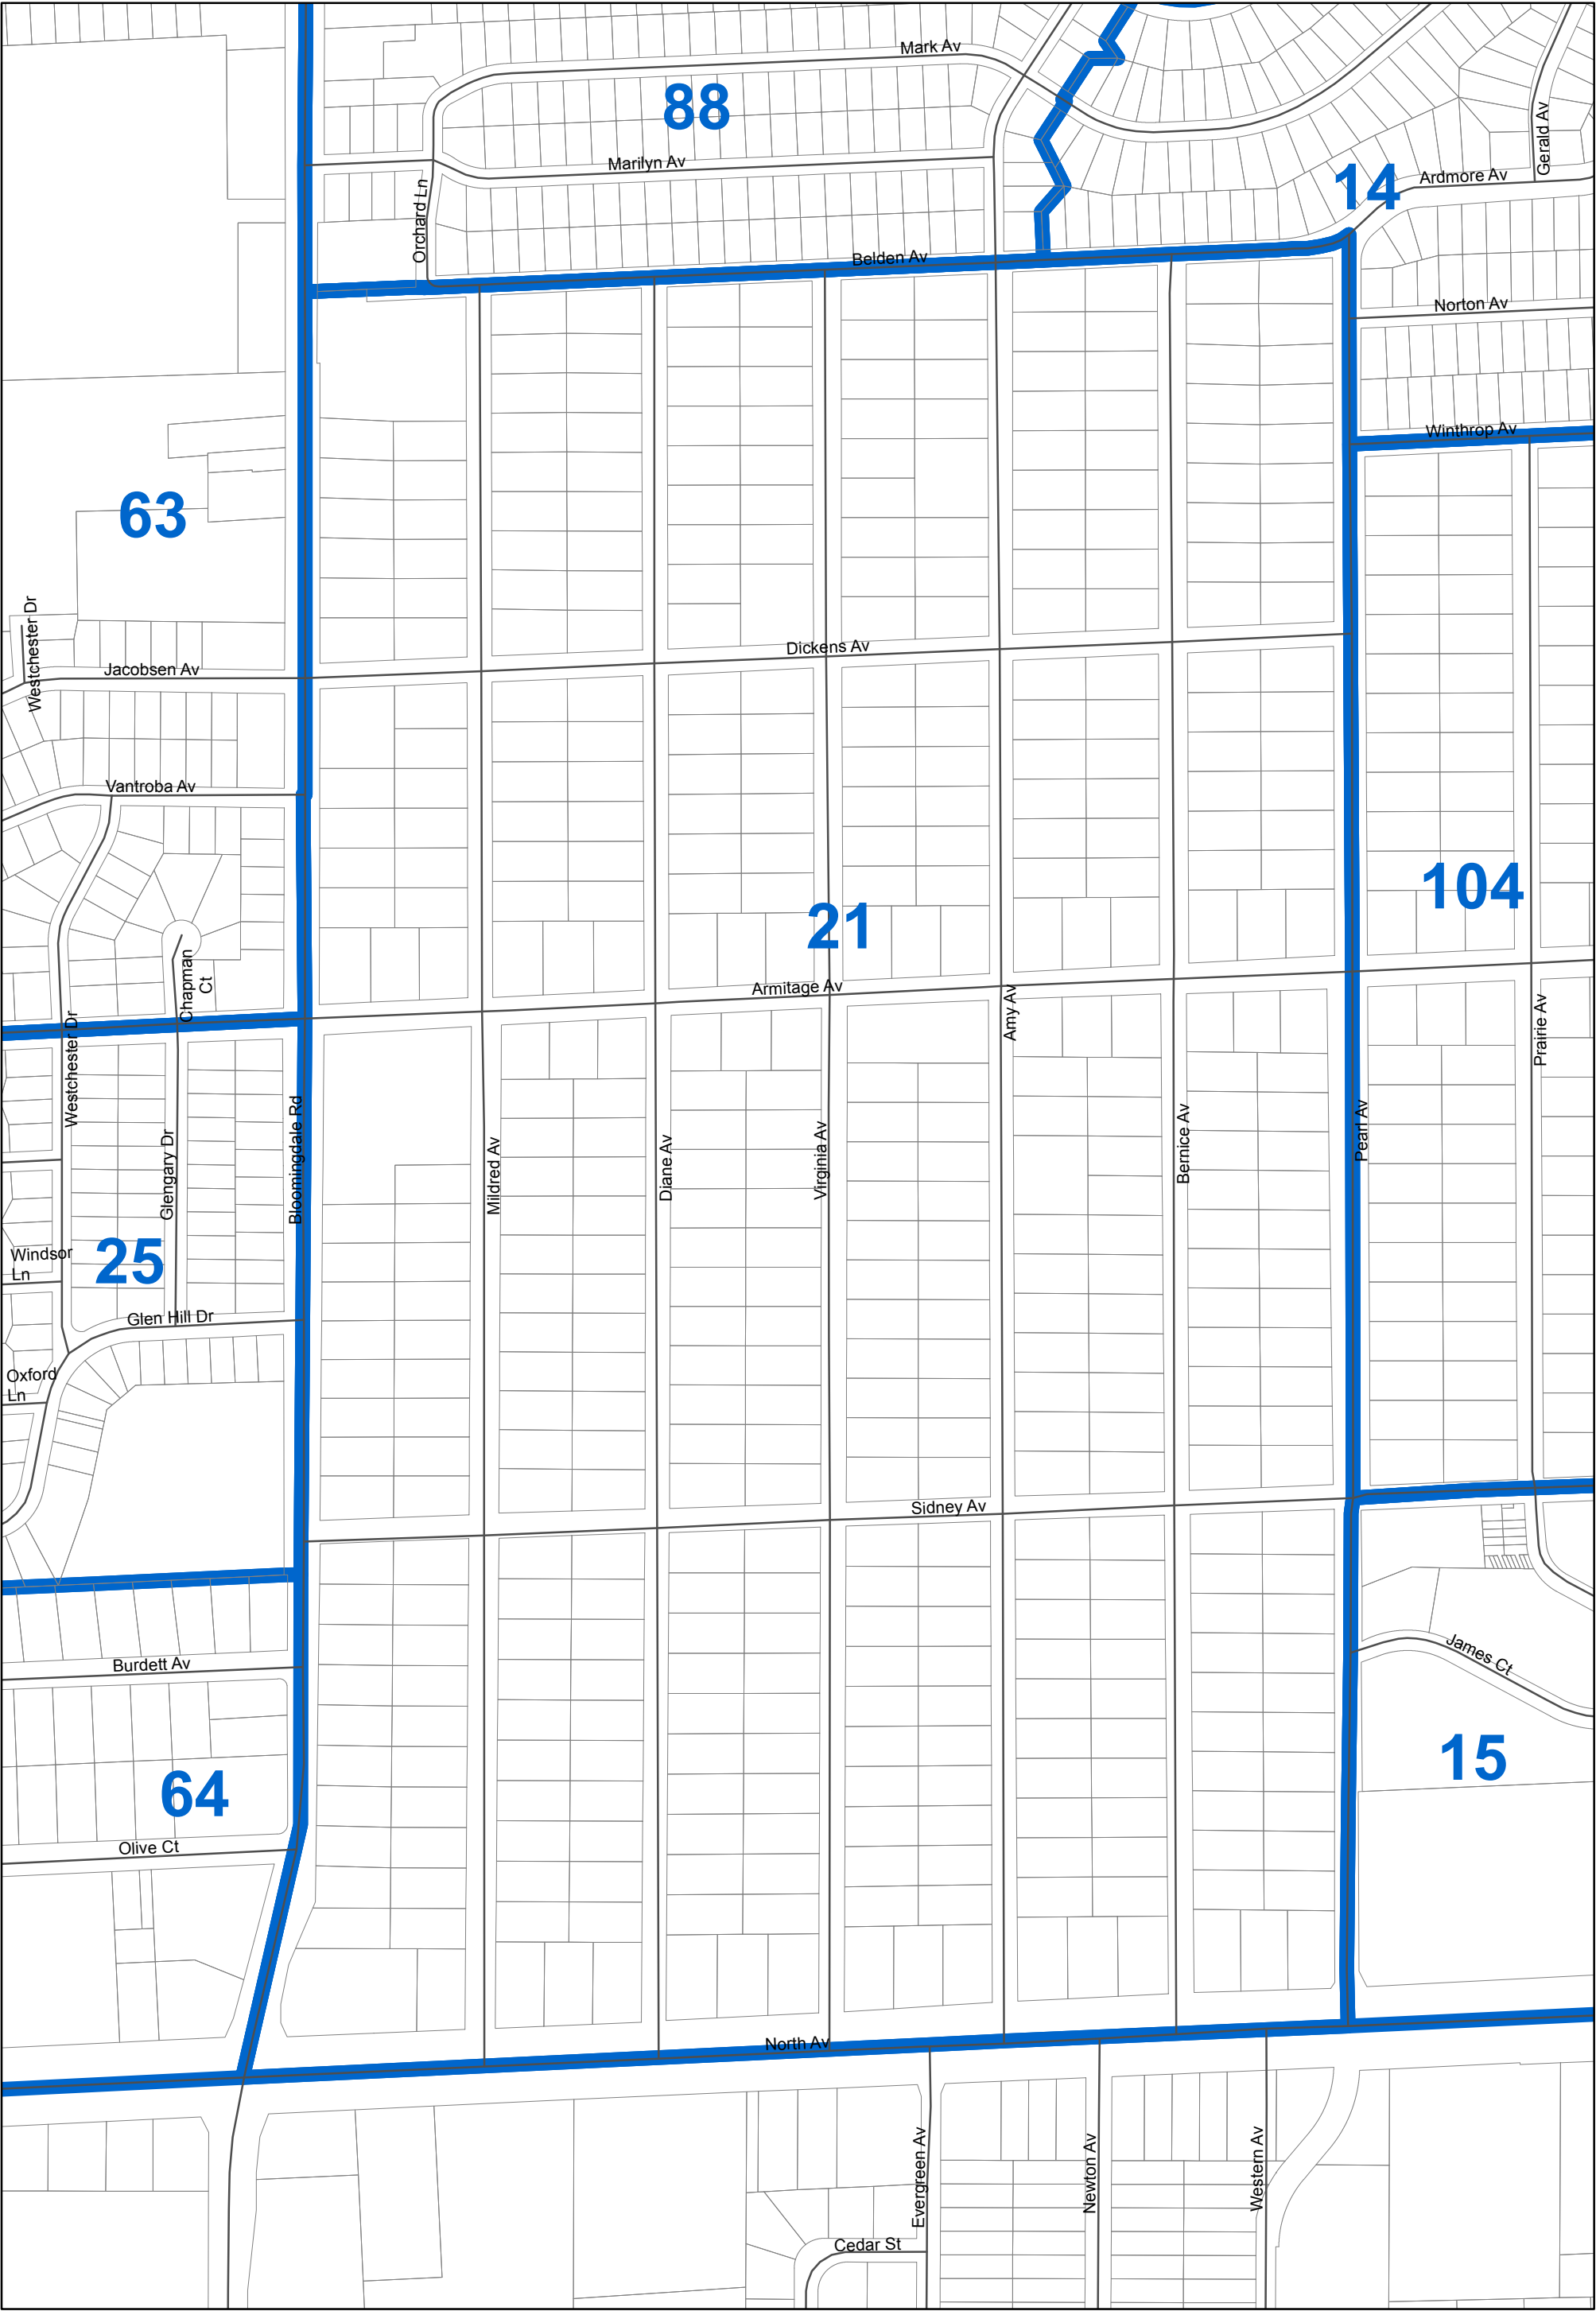 Mark Av
88
Marilyn Av
Gerald Av
14
Ardmore Av
Orchard Ln
Belden Av
Norton Av
Winthrop Av
63
Westchester Dr
Dickens Av
Jacobsen Av
Vantroba Av
104
21
Chapman
Ct
Armitage Av
Amy Av
Prairie Av
Westchester Dr
Bloomingdale Rd
Glengary Dr
Mildred Av
Diane Av
Virginia Av
Bernice Av
Pearl Av
Windsor
Ln
25
Glen Hill Dr
Oxford
Ln
Sidney Av
Burdett Av
James Ct
15
64
Olive Ct
North Av
Evergreen Av
Newton Av
Western Av
Cedar St